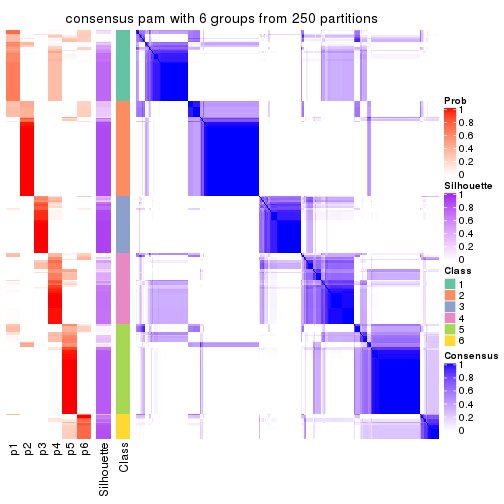 consensus pam with 6 groups from 250 partitions
Prob
1
0.8
0.6
0.4
0.2
0
Silhouette
1
0.8
0.6
0.4
0.2
0
Class
1
2
3
4
5
6
Consensus
1
0.8
0.6
0.4
0.2
0
p1
p2
p3
p4
p5
p6
Silhouette
Class